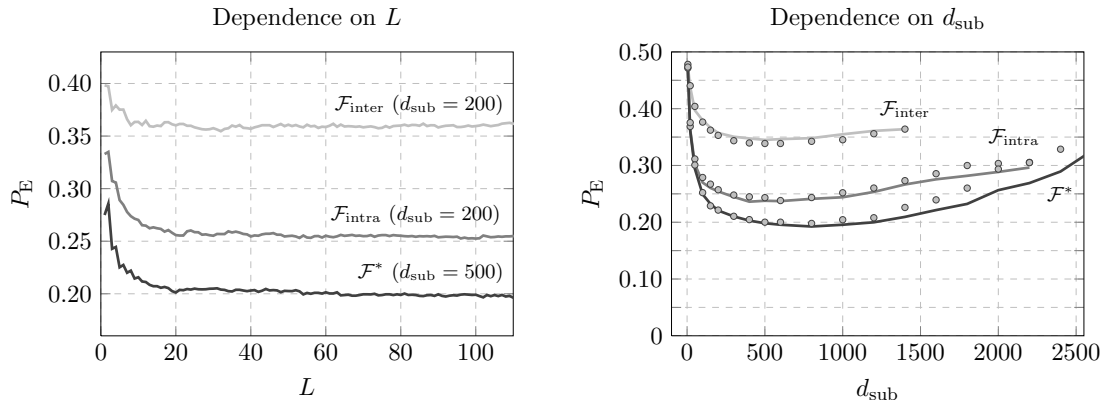 Dependence on L
0.40
0.35
0.30
0.25
0.20
P_E
F_inter (d_sub = 200)
F_intra (d_sub = 200)
F* (d_sub = 500)
0 20 40 60 80 100
L
Dependence on d_sub
0.50
0.40
0.30
0.20
0.10
0
P_E
F_inter
F_intra
F*
0 500 1000 1500 2000 2500
d_sub